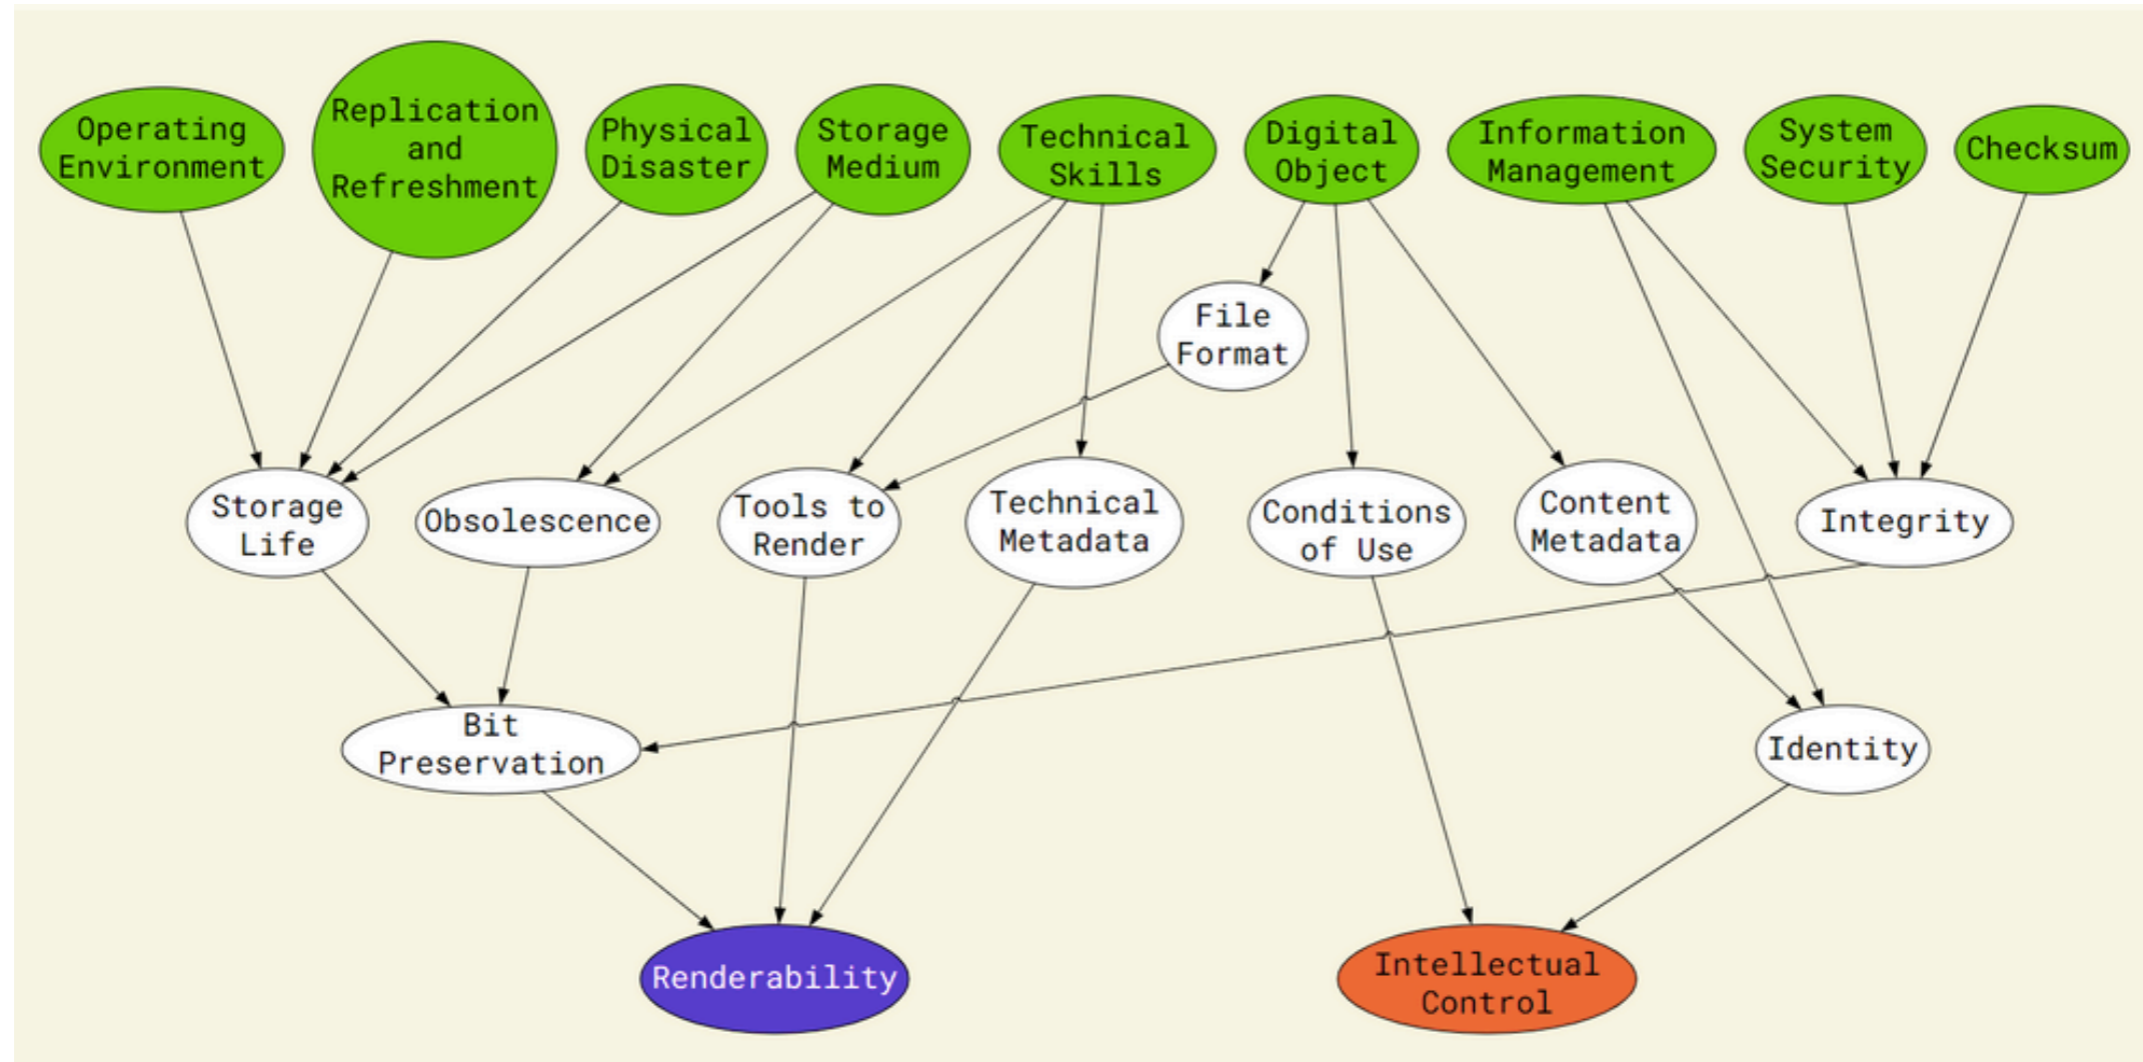 Operating
Environment
Replication
and
Refreshment
Physical
Disaster
Storage
Medium
Technical
Skills
Digital
Object
Information
Management
System
Security
Checksum
File
Format
Storage
Life
Obsolescence
Tools to
Render
Technical
Metadata
Conditions
of Use
Content
Metadata
Integrity
Bit
Preservation
Identity
Renderability
Intellectual
Control